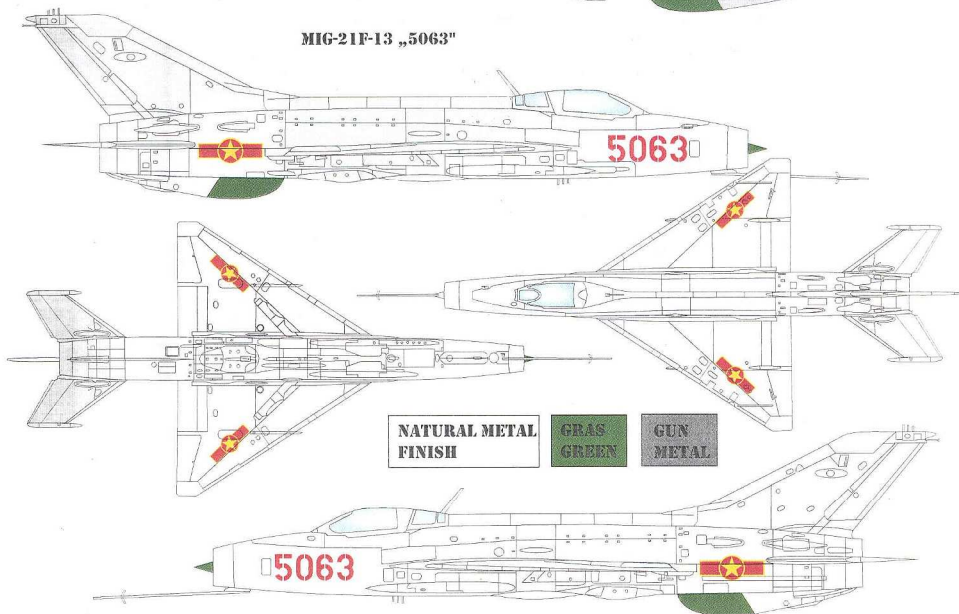 MIG-21F-13 „5063"
5063
NATURAL METAL
FINISH
GRAS
GREEN
GUN
METAL
5063